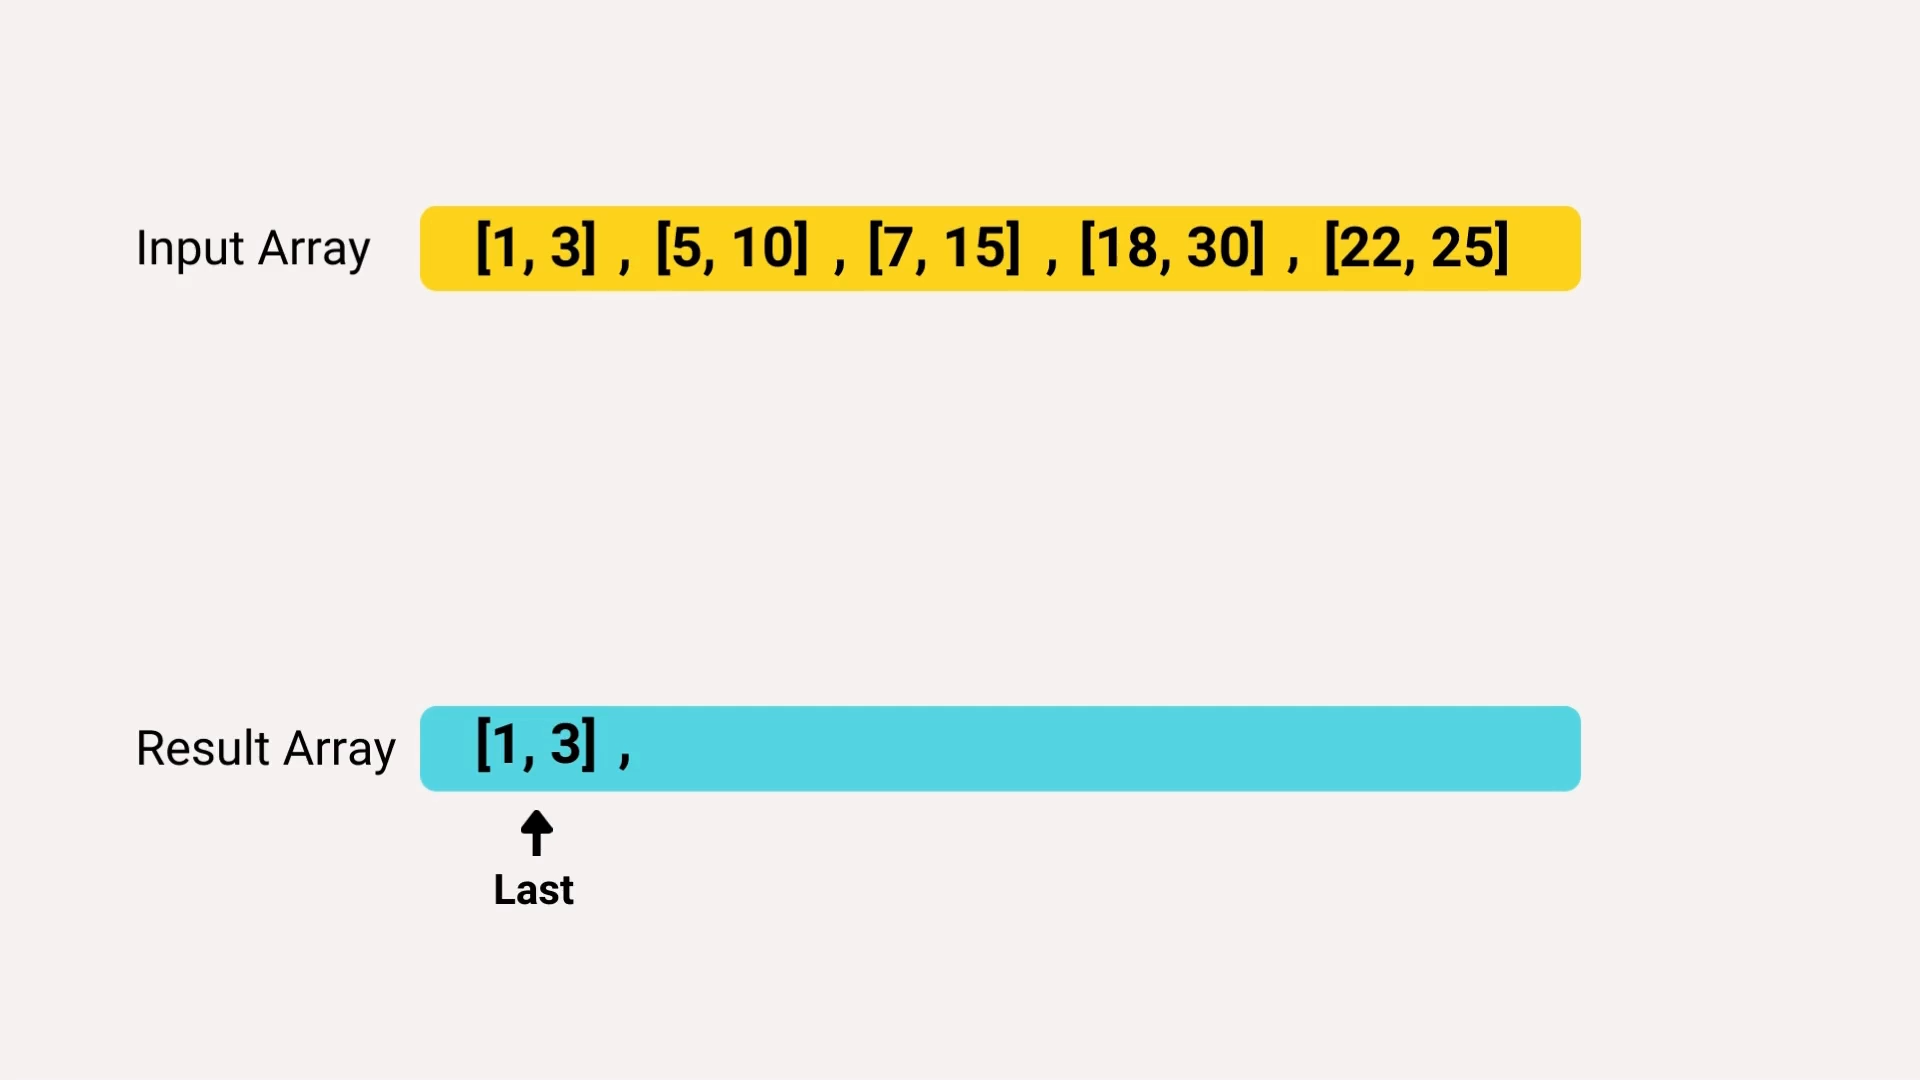 Input Array [1, 3] , [5, 10] , [7, 15] , [18, 30] , [22, 25]
Result Array [1, 3] ,
Last